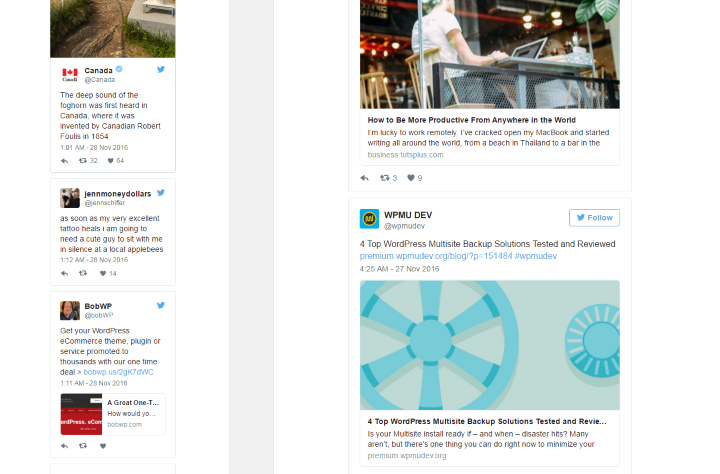 Canada
@Canada
The deep sound of the
foghorn was first heard in
Canada, where it was
invented by Canadian Robert
Foulis in 1854
1:01 AM - 28 Nov 2016
32 64
jennmoneydollars
@jennschiffer
as soon as my very excellent
tattoo heals i am going to
need a cute guy to sit with me
in silence at a local applebees
1:12 AM - 28 Nov 2016
14
BobWP
@bobWP
Get your WordPress
eCommerce theme, plugin or
service promoted to
thousands with our one time
deal > bobwp.us/2gK7dWC
1:11 AM - 28 Nov 2016
A Great One-T...
How would yo...
bobwp.com
How to Be More Productive From Anywhere in the World
I'm lucky to work remotely. I've cracked open my MacBook and started
writing all around the world, from a beach in Thailand to a bar in the
business.tutsplus.com
3 9
WPMU DEV
@wpmudev
Follow
4 Top WordPress Multisite Backup Solutions Tested and Reviewed
premium.wpmudev.org/blog/?p=151484 #wpmudev
4:25 AM - 27 Nov 2016
4 Top WordPress Multisite Backup Solutions Tested and Revie...
Is your Multisite install ready if – and when – disaster hits? Many
aren't, but there's one thing you can do right now to minimize your
premium.wpmudev.org